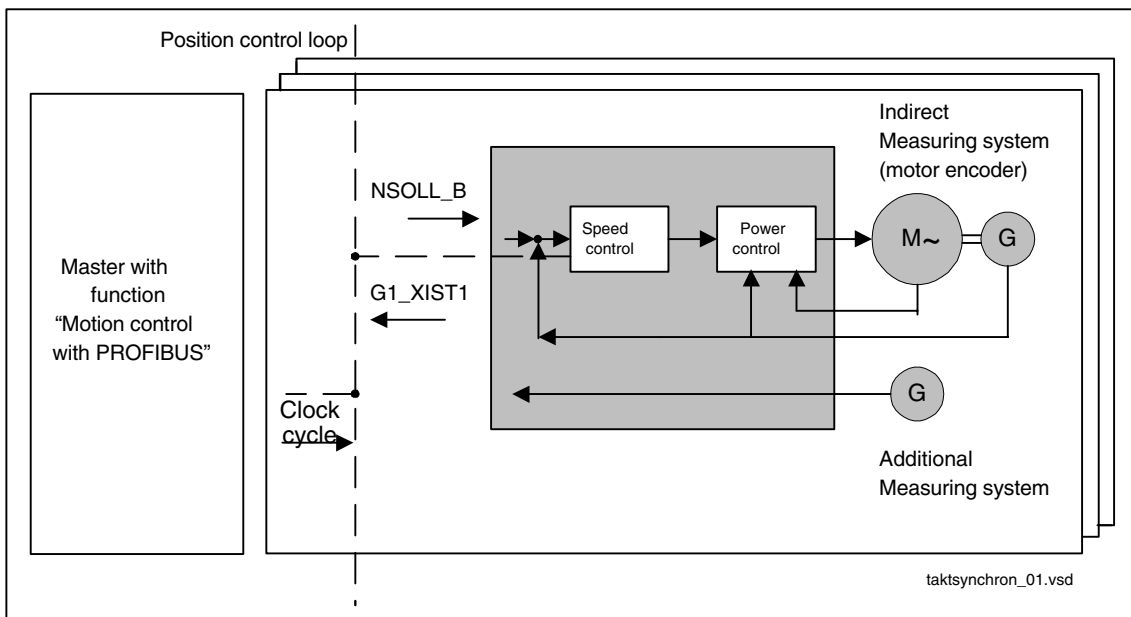 Position control loop
Master with
function
“Motion control
with PROFIBUS”
NSOLL_B
G1_XIST1
Clock
cycle
Speed
control
Power
control
Indirect
Measuring system
(motor encoder)
M~
G
G
Additional
Measuring system
taktsynchron_01.vsd